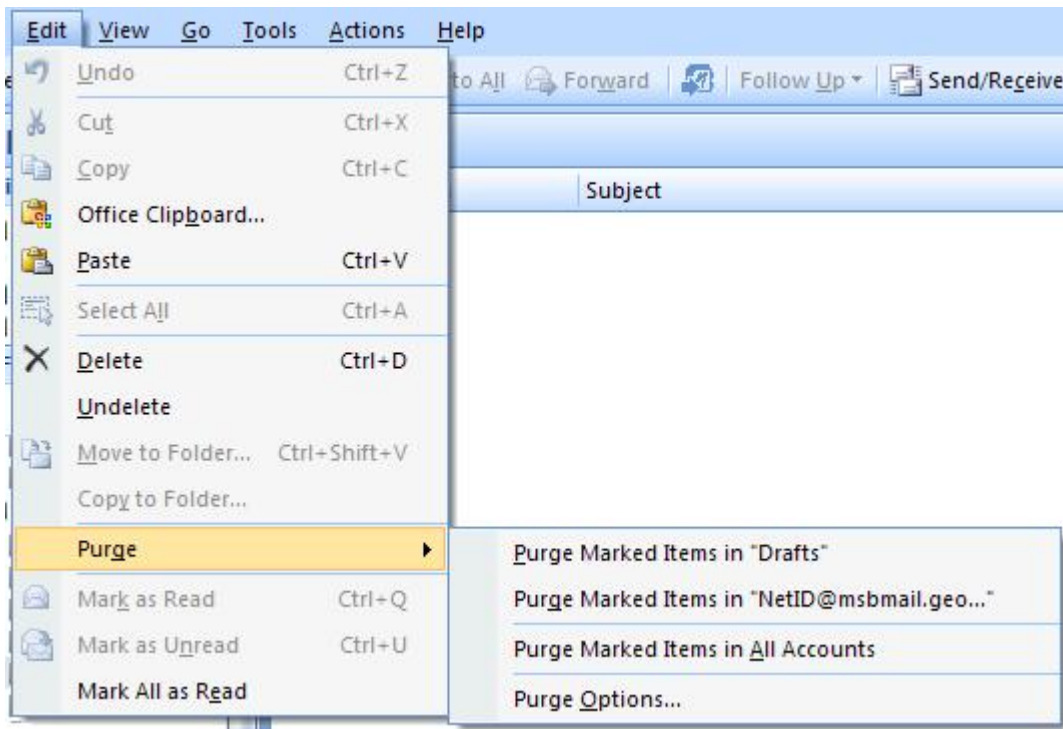 Edit View Go Tools Actions Help
Undo Ctrl+Z
to All Forward Follow Up Send/Receive
Cut Ctrl+X
Copy Ctrl+C
Subject
Office Clipboard...
Paste Ctrl+V
Select All Ctrl+A
Delete Ctrl+D
Undelete
Move to Folder... Ctrl+Shift+V
Copy to Folder...
Purge
Purge Marked Items in "Drafts"
Purge Marked Items in "NetID@msbmail.geo..."
Purge Marked Items in All Accounts
Purge Options...
Mark as Read Ctrl+Q
Mark as Unread Ctrl+U
Mark All as Read